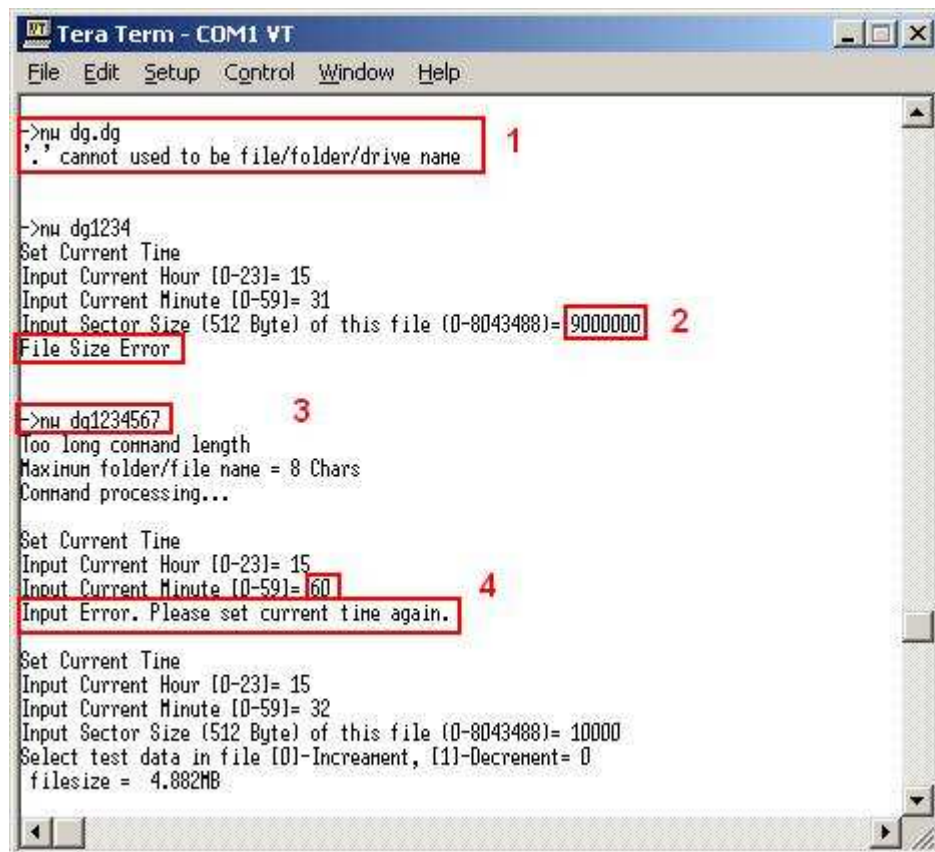 Tera Term - COM1 VT
File Edit Setup Control Window Help
->nw dg.dg
'.' cannot used to be file/folder/drive name
1
->nw dg1234
Set Current Time
Input Current Hour [0-23]= 15
Input Current Minute [0-59]= 31
Input Sector Size (512 Byte) of this file (0-8043488)= 9000000
2
File Size Error
->nw dg1234567
3
Too long command length
Maximum folder/file name = 8 Chars
Command processing...
Set Current Time
Input Current Hour [0-23]= 15
Input Current Minute [0-59]= 60
4
Input Error. Please set current time again.
Set Current Time
Input Current Hour [0-23]= 15
Input Current Minute [0-59]= 32
Input Sector Size (512 Byte) of this file (0-8043488)= 10000
Select test data in file [0]-Increament, [1]-Decrement= 0
filesize = 4.882MB